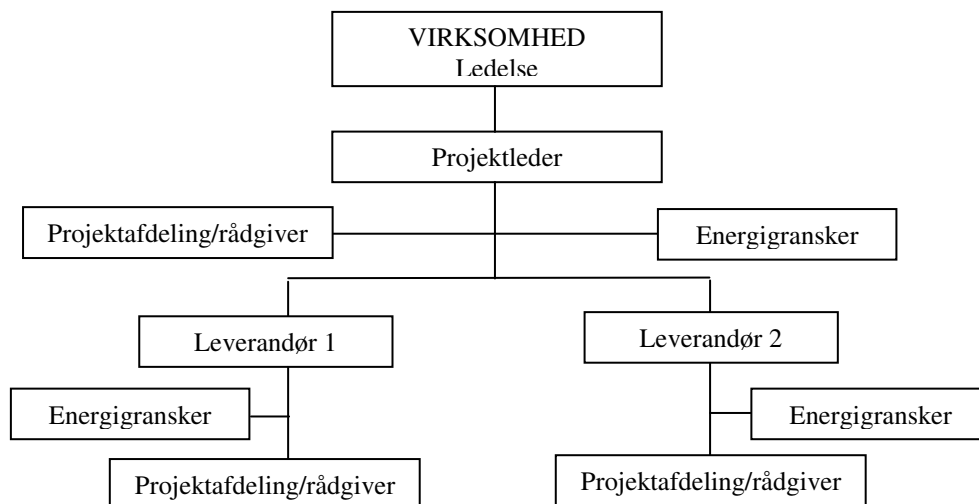 VIRKSOMHED
Ledelse
Projektleder
Projektafdeling/rådgiver
Energigransker
Leverandør 1
Leverandør 2
Energigransker
Energigransker
Projektafdeling/rådgiver
Projektafdeling/rådgiver